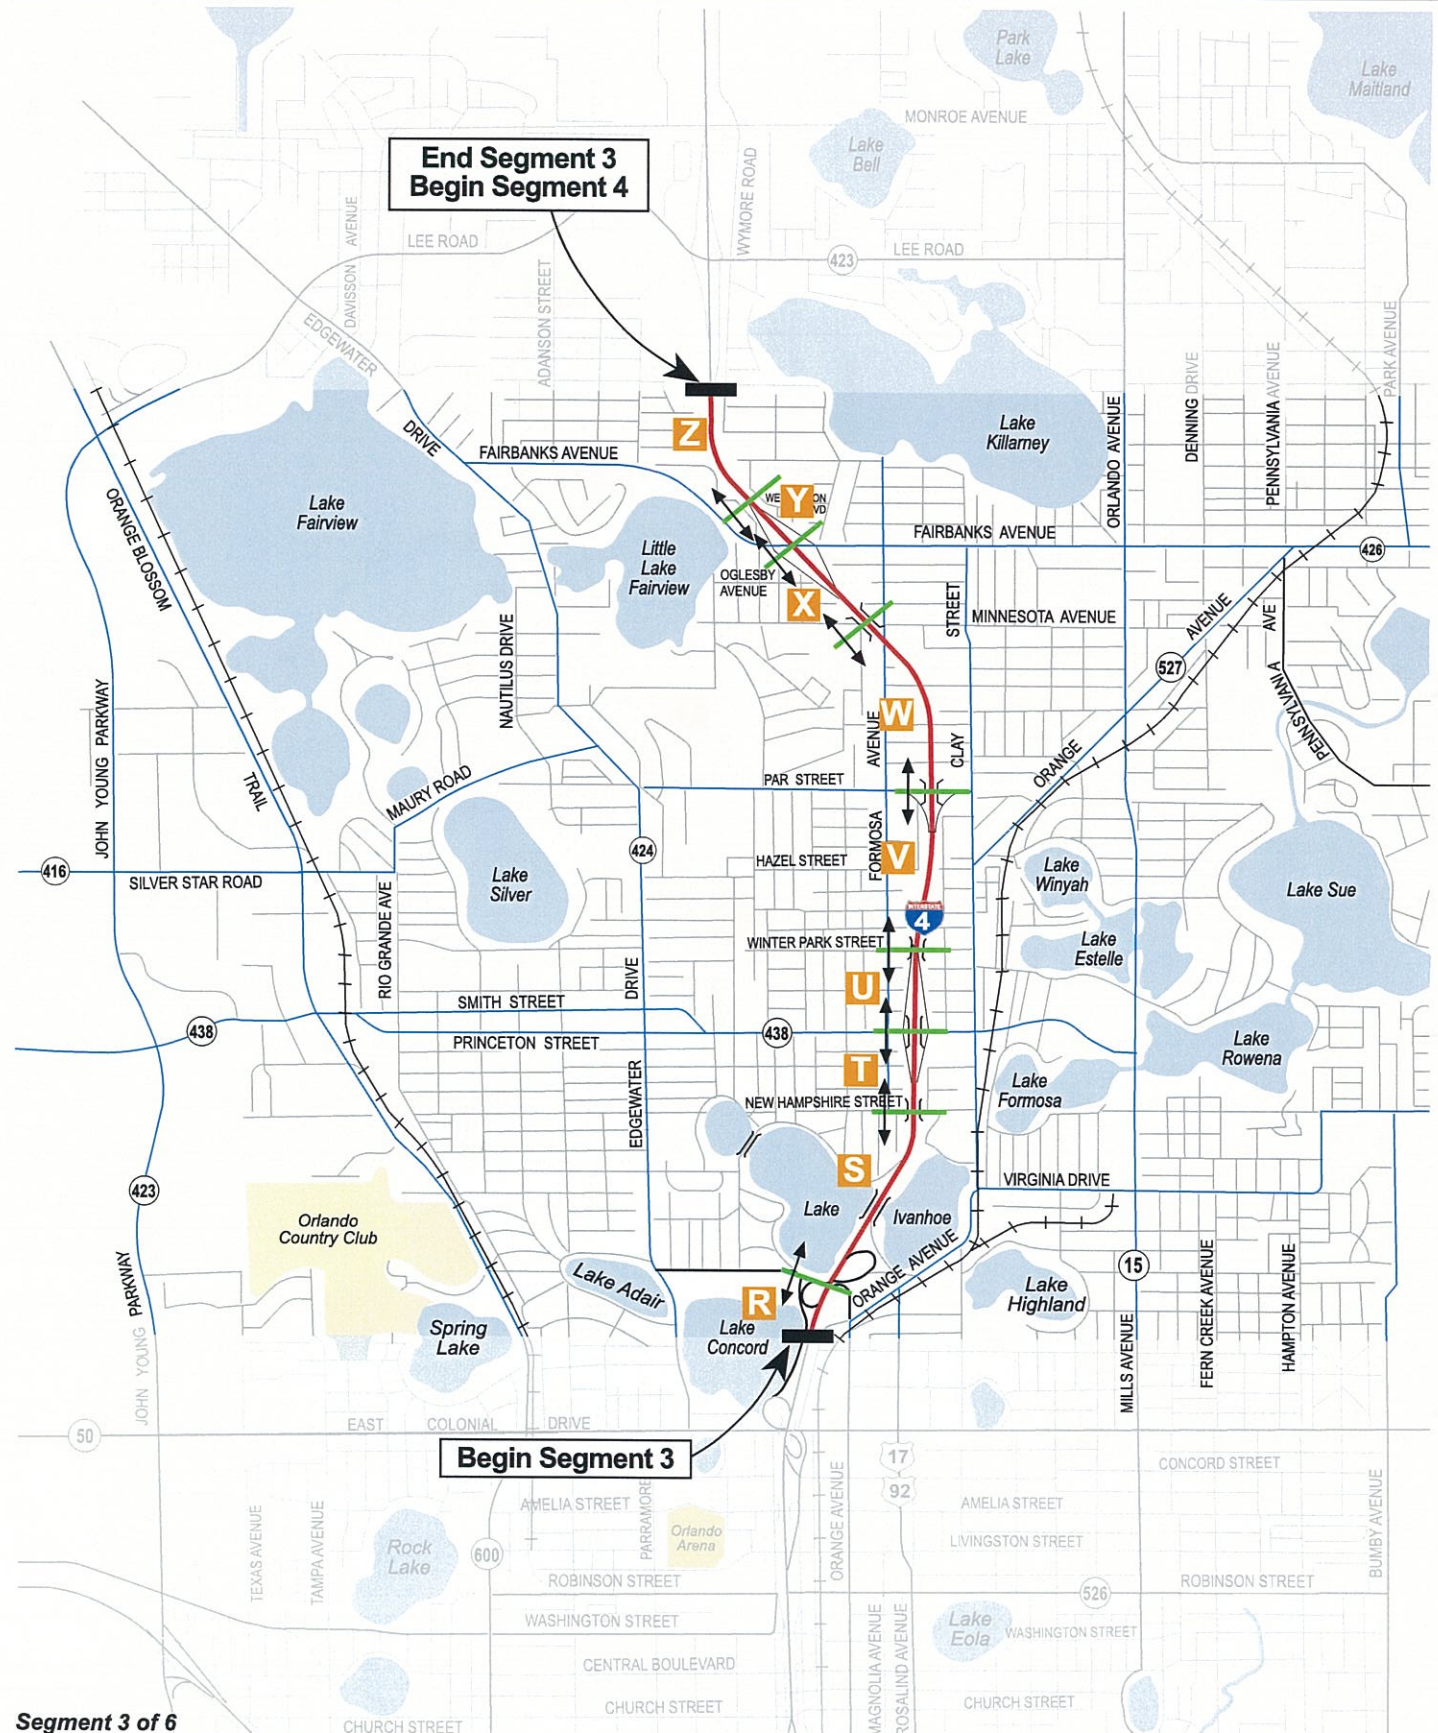 Park
Lake
Lake
Maitland
MONROE AVENUE
Lake
Bell
End Segment 3
Begin Segment 4
WYMORE ROAD
DAVISSON AVENUE
LEE ROAD
LEE ROAD
423
ADANSON STREET
EDGEWATER
DRIVE
PARK AVENUE
DENNING DRIVE
PENNSYLVANIA AVENUE
ORLANDO AVENUE
Z
Lake
Killarney
FAIRBANKS AVENUE
Lake
Fairview
ORANGE BLOSSOM
TRAIL
Y
FAIRBANKS AVENUE
426
Little
Lake
Fairview
OGLESBY
AVENUE
X
STREET
CLAY
MINNESOTA AVENUE
AVENUE
527
AVE
PENNSYLVANIA
NAUTILUS DRIVE
JOHN YOUNG PARKWAY
W
AVENUE
FORMOSA
ORANGE
PAR STREET
MAURY ROAD
424
HAZEL STREET
V
416
SILVER STAR ROAD
Lake
Silver
Lake
Winyah
Lake Sue
INTERSTATE
4
RIO GRANDE AVE
WINTER PARK STREET
Lake
Estelle
DRIVE
EDGEWATER
U
SMITH STREET
438
438
PRINCETON STREET
Lake
Rowena
T
Lake
Formosa
NEW HAMPSHIRE STREET
S
VIRGINIA DRIVE
423
Lake
Ivanhoe
Orlando
Country Club
ORANGE AVENUE
15
PARKWAY
JOHN YOUNG
Lake Adair
R
Lake
Highland
FERN CREEK AVENUE
HAMPTON AVENUE
MILLS AVENUE
Spring
Lake
Lake
Concord
50
EAST COLONIAL DRIVE
Begin Segment 3
17
92
CONCORD STREET
AMELIA STREET
AMELIA STREET
TEXAS AVENUE
TAMPA AVENUE
PARRAMORE
ORANGE AVENUE
BUMBY AVENUE
Rock
Lake
600
Orlando
Arena
LIVINGSTON STREET
ROBINSON STREET
526
ROBINSON STREET
WASHINGTON STREET
Lake
Eola
WASHINGTON STREET
MAGNOLIA AVENUE
ROSALIND AVENUE
CENTRAL BOULEVARD
CHURCH STREET
CHURCH STREET
CHURCH STREET
Segment 3 of 6